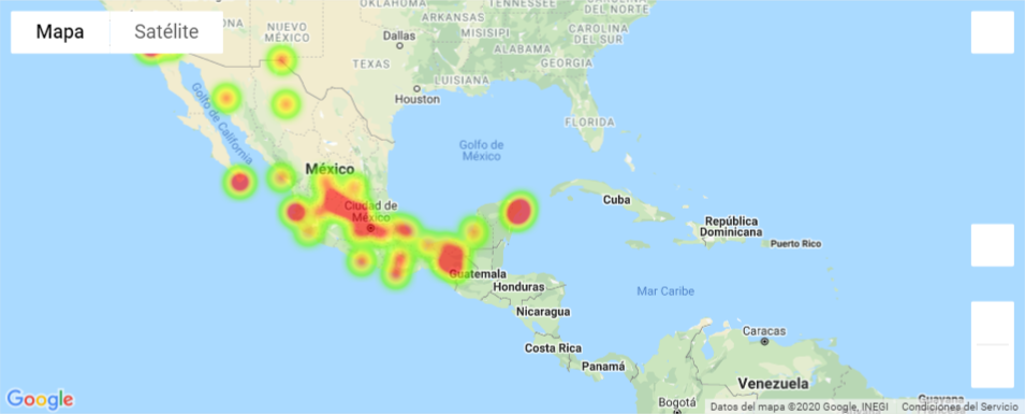 Mapa
Satélite
OKLAHOMA
TENNESSEE
CAROLINA
DEL NORTE
NUEVO
MÉXICO
ARKANSAS
MISISIPI
CAROLINA
DEL SUR
Dallas
ALABAMA
GEORGIA
TEXAS
LUISIANA
Houston
FLORIDA
Golfo de California
Golfo de
México
México
Ciudad de
México
Cuba
República
Dominicana
Puerto Rico
Guatemala
Honduras
Mar Caribe
Nicaragua
Caracas
Costa Rica
Panamá
Venezuela
Bogotá
Guayana
Google
Datos del mapa ©2020 Google, INEGI
Condiciones del Servicio